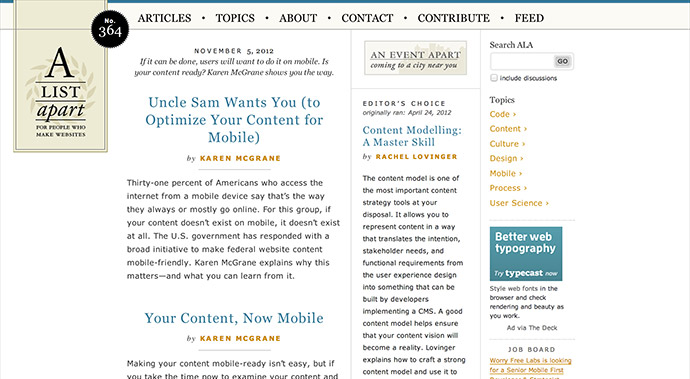 No.
364
ARTICLES • TOPICS • ABOUT • CONTACT • CONTRIBUTE • FEED
A
LIST
apart
FOR PEOPLE WHO
MAKE WEBSITES
NOVEMBER 5, 2012
If it can be done, users will want to do it on mobile. Is
your content ready? Karen McGrane shows you the way.
Uncle Sam Wants You (to
Optimize Your Content for
Mobile)
by KAREN MCGRANE
Thirty-one percent of Americans who access the
internet from a mobile device say that’s the way
they always or mostly go online. For this group, if
your content doesn’t exist on mobile, it doesn’t exist
at all. The U.S. government has responded with a
broad initiative to make federal website content
mobile-friendly. Karen McGrane explains why this
matters—and what you can learn from it.
Your Content, Now Mobile
by KAREN MCGRANE
Making your content mobile-ready isn’t easy, but if
you take the time now to examine your content and
AN EVENT APART
coming to a city near you
EDITOR’S CHOICE
originally ran: April 24, 2012
Content Modelling:
A Master Skill
by RACHEL LOVINGER
The content model is one of
the most important content
strategy tools at your
disposal. It allows you to
represent content in a way
that translates the intention,
stakeholder needs, and
functional requirements from
the user experience design
into something that can be
built by developers
implementing a CMS. A good
content model helps ensure
that your content vision will
become a reality. Lovinger
explains how to craft a strong
content model and use it to
Search ALA
GO
include discussions
Topics
Code ›
Content ›
Culture ›
Design ›
Mobile ›
Process ›
User Science ›
Better web
typography
Try typecast now
Style web fonts in the
browser and check
rendering and beauty as
you work.
Ad via The Deck
JOB BOARD
Worry Free Labs is looking
for a Senior Mobile First